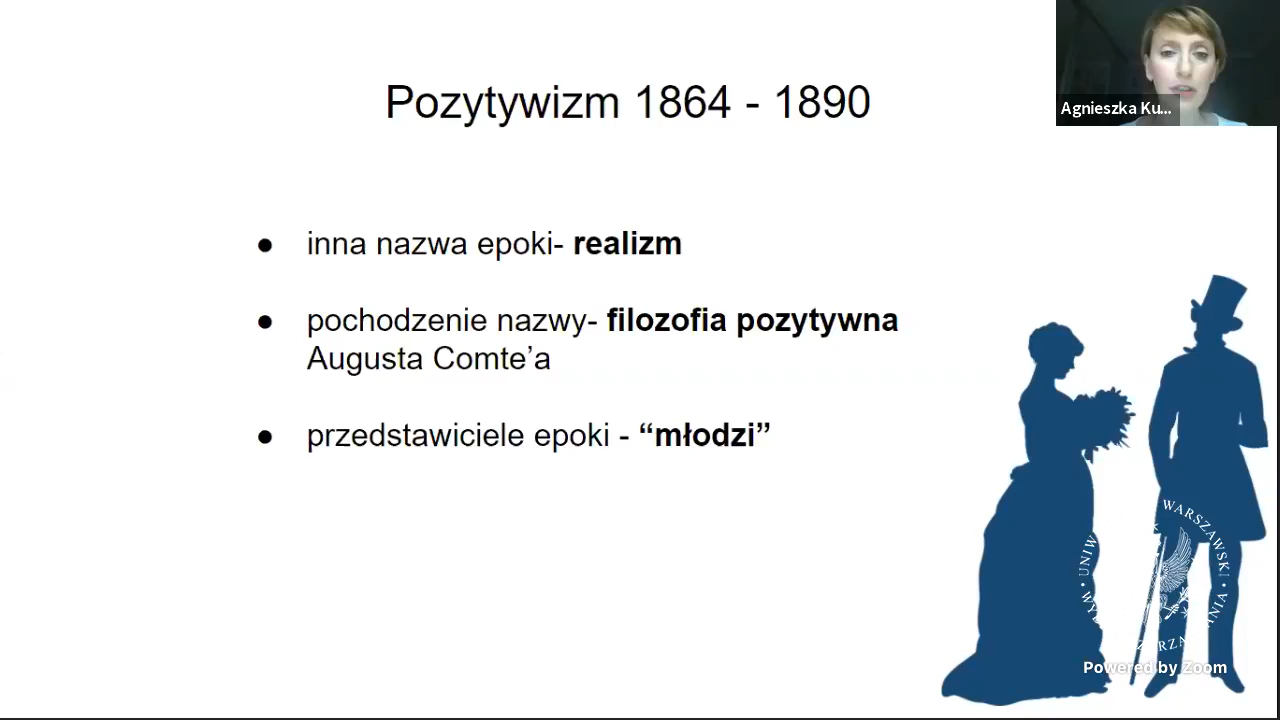 Pozytywizm 1864 - 1890
Agnieszka Ku...
● inna nazwa epoki- realizm
● pochodzenie nazwy- filozofia pozytywna
Augusta Comte’a
● przedstawiciele epoki - “młodzi”
WARSZAWSKI
Powered by Zoom